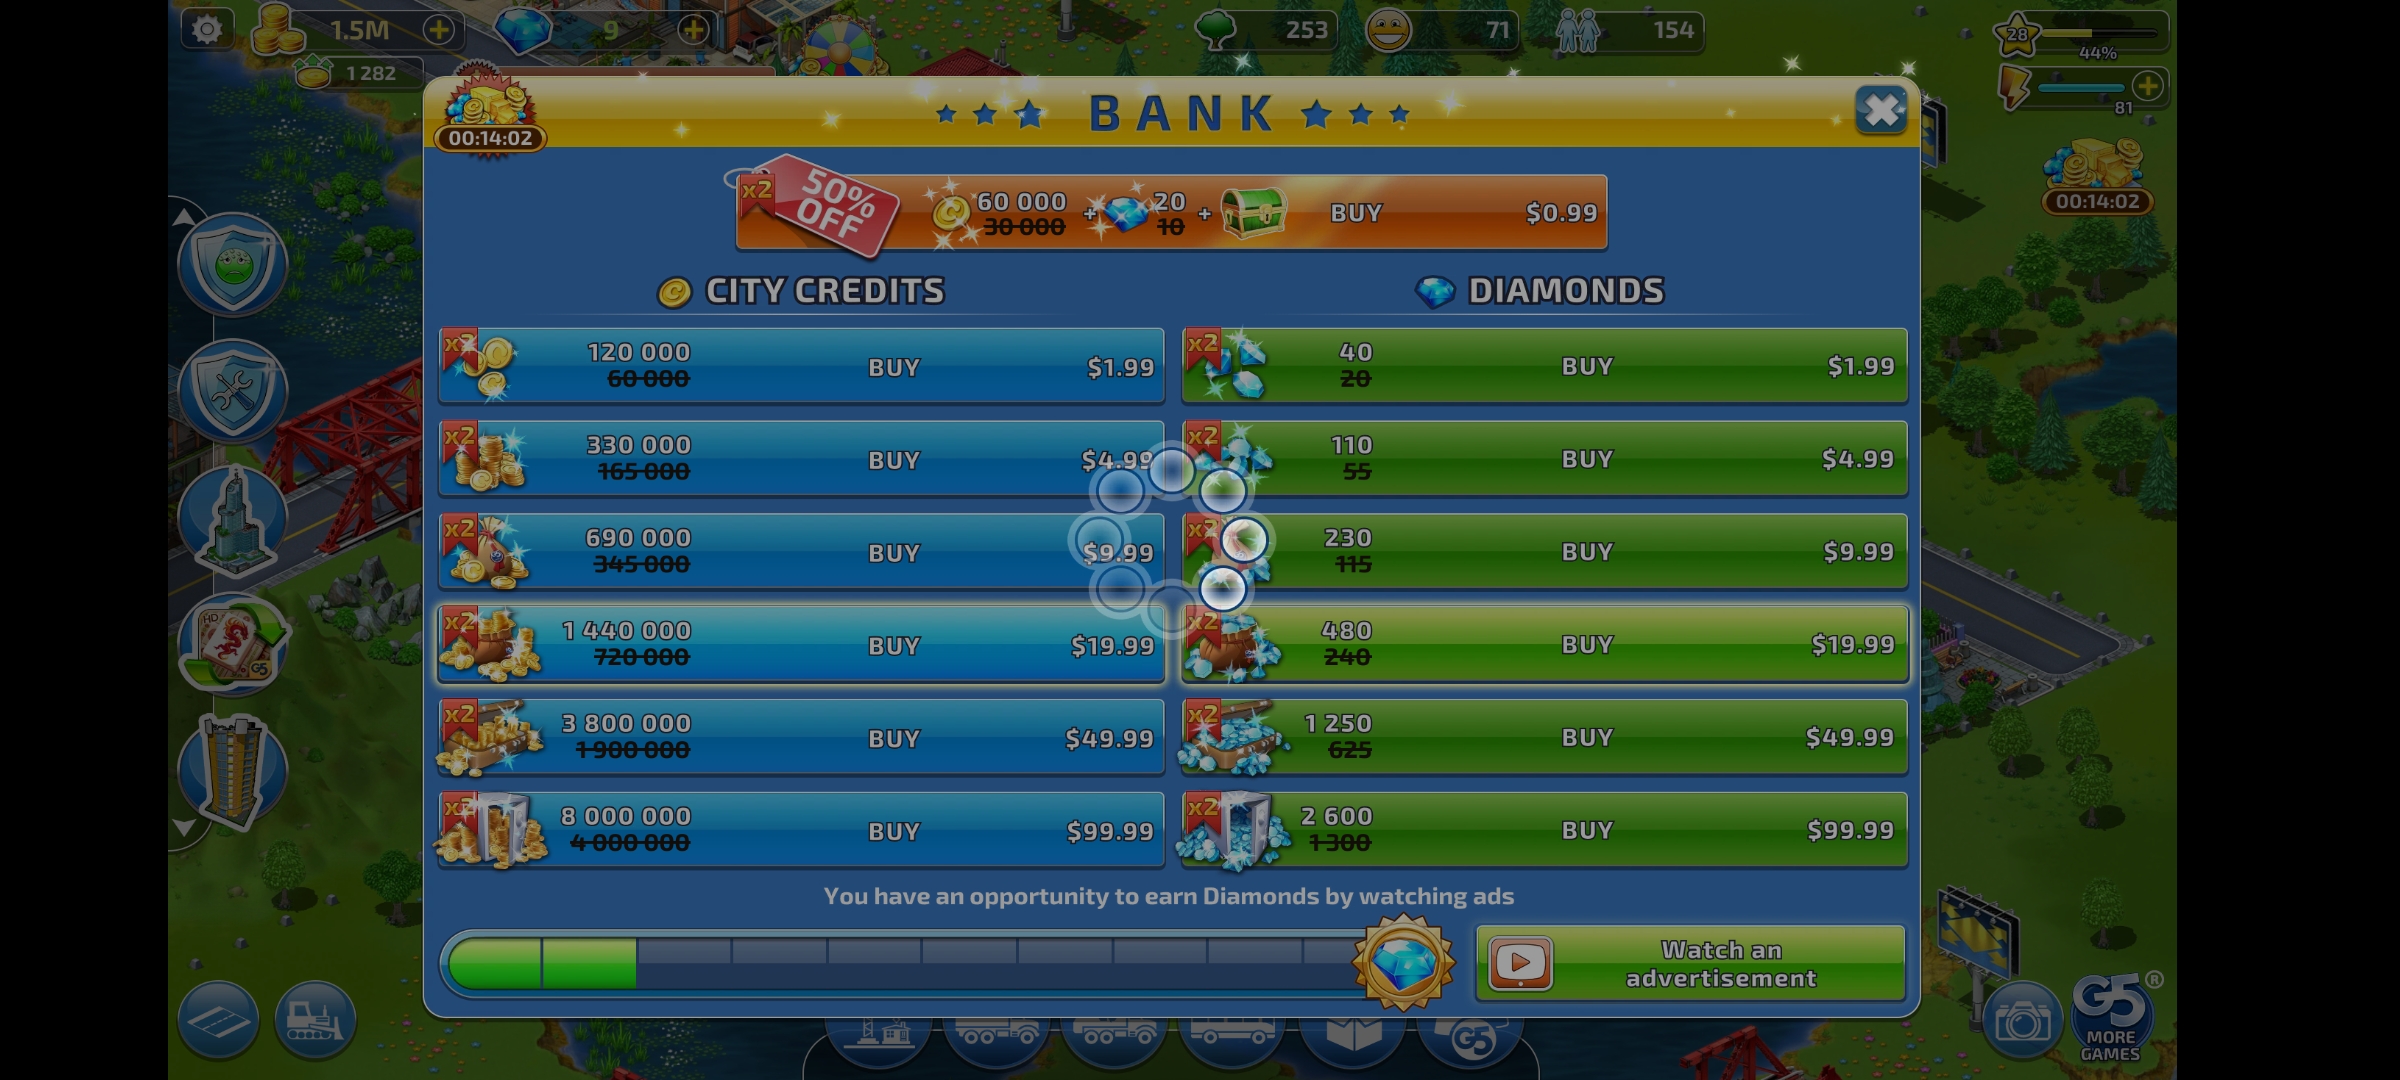 1.5M
9
253
71
154
28
44%
1 282
81
BANK
00:14:02
00:14:02
x2
50%
OFF
60 000
30 000
+
20
10
+
BUY
$0.99
CITY CREDITS
DIAMONDS
x2
120 000
60 000
BUY
$1.99
x2
40
20
BUY
$1.99
x2
330 000
165 000
BUY
$4.99
x2
110
55
BUY
$4.99
x2
690 000
345 000
BUY
$9.99
x2
230
115
BUY
$9.99
x2
1 440 000
720 000
BUY
$19.99
x2
480
240
BUY
$19.99
x2
3 800 000
1 900 000
BUY
$49.99
x2
1 250
625
BUY
$49.99
x2
8 000 000
4 000 000
BUY
$99.99
x2
2 600
1 300
BUY
$99.99
You have an opportunity to earn Diamonds by watching ads
Watch an
advertisement
AD
G5
G5
G5®
MORE
GAMES